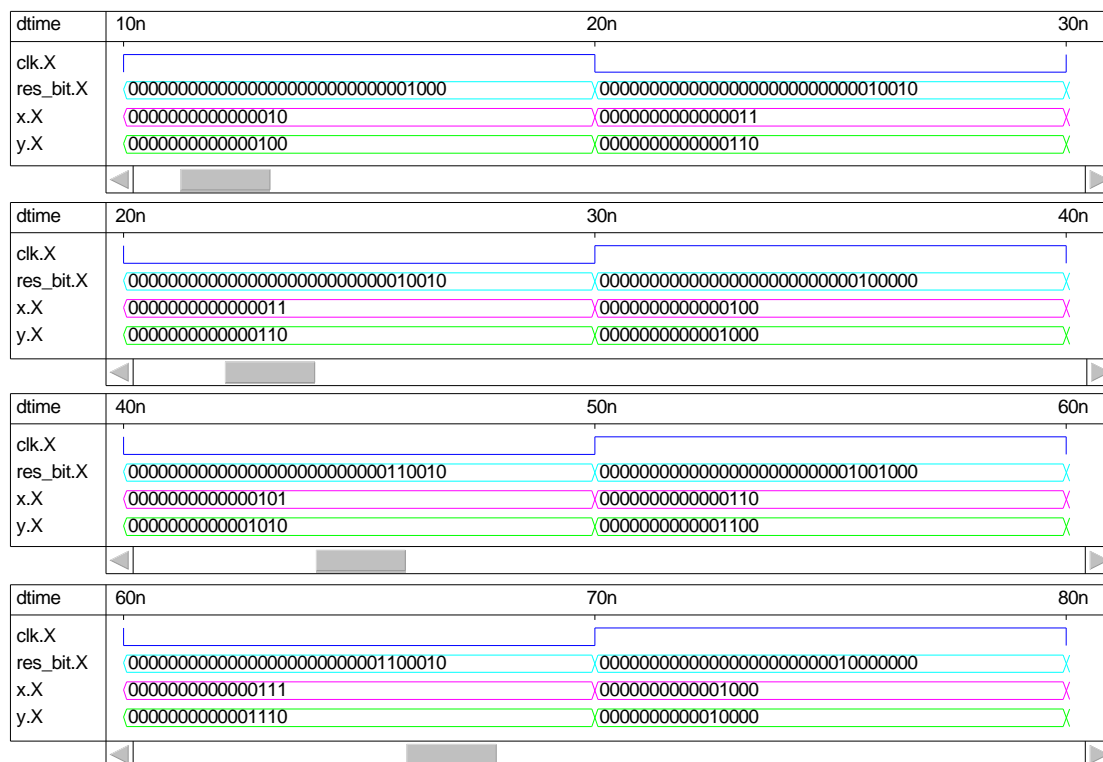 dtime 10n 20n 30n
clk.X
res_bit.X 00000000000000000000000000001000 00000000000000000000000000010010
x.X 0000000000000010 0000000000000011
y.X 0000000000000100 0000000000000110
dtime 20n 30n 40n
clk.X
res_bit.X 00000000000000000000000000010010 00000000000000000000000000100000
x.X 0000000000000011 0000000000000100
y.X 0000000000000110 0000000000001000
dtime 40n 50n 60n
clk.X
res_bit.X 00000000000000000000000000110010 00000000000000000000000001001000
x.X 0000000000000101 0000000000000110
y.X 0000000000001010 0000000000001100
dtime 60n 70n 80n
clk.X
res_bit.X 00000000000000000000000001100010 00000000000000000000000010000000
x.X 0000000000000111 0000000000001000
y.X 0000000000001110 0000000000010000